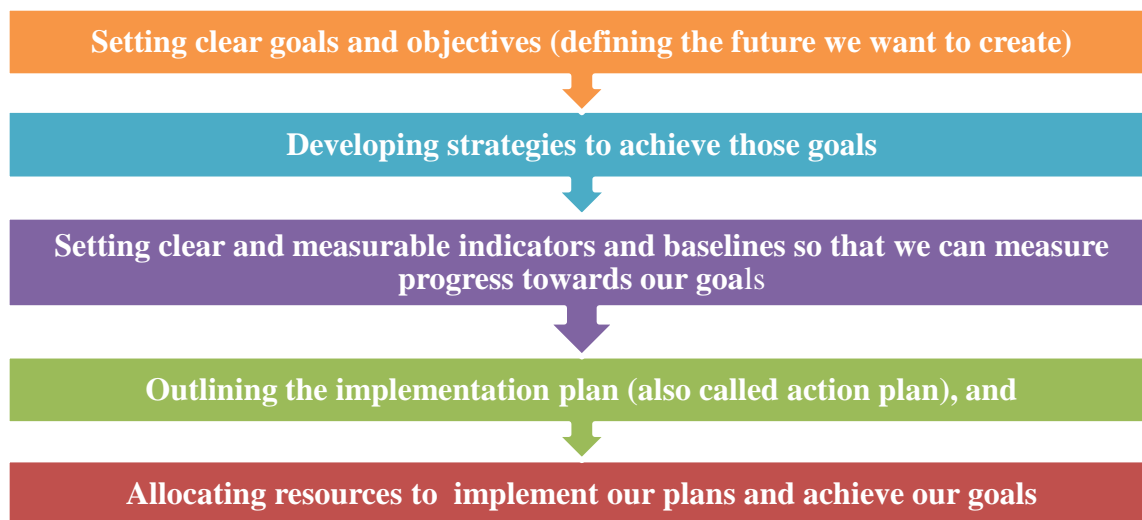 Setting clear goals and objectives (defining the future we want to create)
Developing strategies to achieve those goals
Setting clear and measurable indicators and baselines so that we can measure
progress towards our goals
Outlining the implementation plan (also called action plan), and
Allocating resources to  implement our plans and achieve our goals